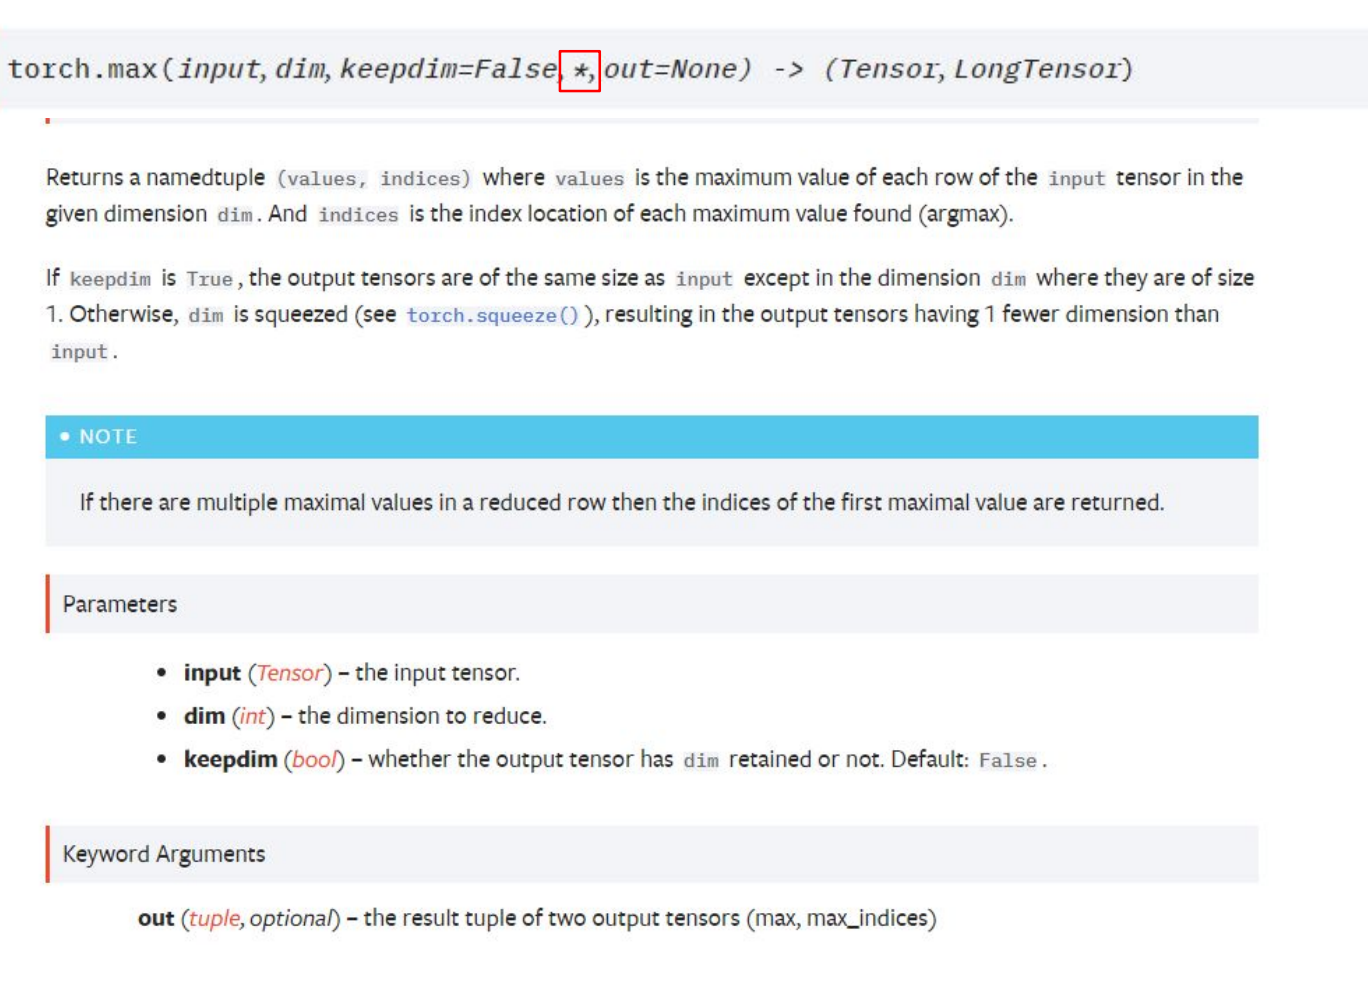 torch.max(input, dim, keepdim=False, *, out=None) -> (Tensor, LongTensor)
Returns a namedtuple (values, indices) where values is the maximum value of each row of the input tensor in the
given dimension dim. And indices is the index location of each maximum value found (argmax).
If keepdim is True, the output tensors are of the same size as input except in the dimension dim where they are of size
1. Otherwise, dim is squeezed (see torch.squeeze()), resulting in the output tensors having 1 fewer dimension than
input.
• NOTE
If there are multiple maximal values in a reduced row then the indices of the first maximal value are returned.
Parameters
• input (Tensor) – the input tensor.
• dim (int) – the dimension to reduce.
• keepdim (bool) – whether the output tensor has dim retained or not. Default: False.
Keyword Arguments
out (tuple, optional) – the result tuple of two output tensors (max, max_indices)